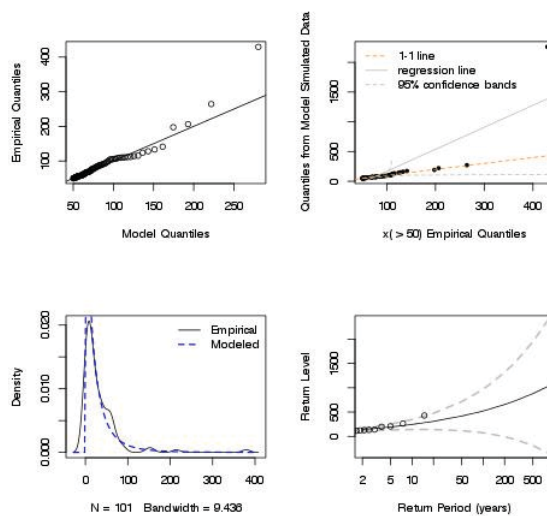 Empirical Quantiles
100 200 300 400
50 100 150 200 250
Model Quantiles
Quantiles from Model Simulated Data
0 500 1500
1-1 line
regression line
95% confidence bands
100 200 300 400
x( > 50) Empirical Quantiles
Density
0.000 0.010 0.020
Empirical
Modeled
0 100 200 300 400
N = 101 Bandwidth = 9.436
Return Level
0 500 1500
2 5 10 50 100 200 500
Return Period (years)